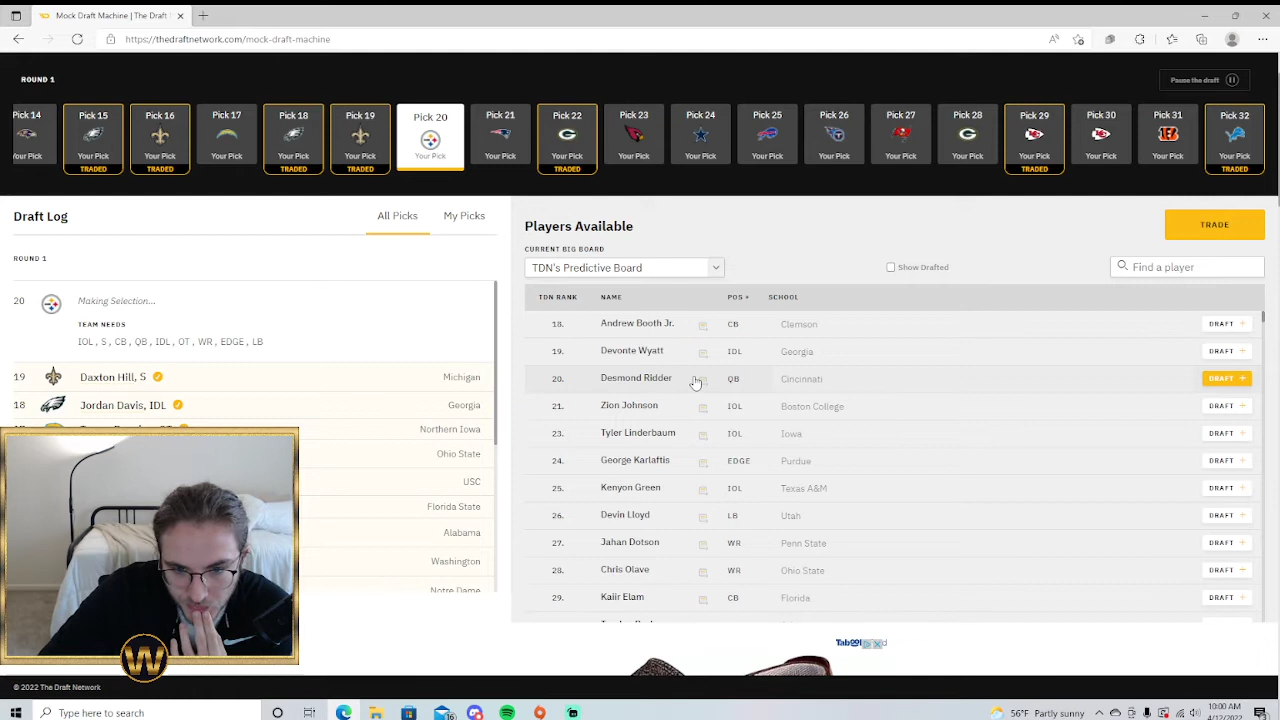 Mock Draft Machine | The Draft
https://thedraftnetwork.com/mock-draft-machine
ROUND 1
Pause the draft
Pick 14 Pick 15 Pick 16 Pick 17 Pick 18 Pick 19 Pick 20 Pick 21 Pick 22 Pick 23 Pick 24 Pick 25 Pick 26 Pick 27 Pick 28 Pick 29 Pick 30 Pick 31 Pick 32
Your Pick Your Pick Your Pick Your Pick Your Pick Your Pick Your Pick Your Pick Your Pick Your Pick Your Pick Your Pick Your Pick Your Pick Your Pick Your Pick Your Pick Your Pick Your Pick
TRADED TRADED TRADED TRADED TRADED TRADED TRADED
Draft Log
All Picks
My Picks
ROUND 1
20 Making Selection...
TEAM NEEDS
IOL , S , CB , QB , IDL , OT , WR , EDGE , LB
19 Daxton Hill, S Michigan
18 Jordan Davis, IDL Georgia
Northern Iowa
Ohio State
USC
Florida State
Alabama
Washington
Notre Dame
W
Players Available
TRADE
CURRENT BIG BOARD
TDN's Predictive Board
Show Drafted
Find a player
TDN RANK NAME POS + SCHOOL
18. Andrew Booth Jr. CB Clemson DRAFT +
19. Devonte Wyatt IDL Georgia DRAFT +
20. Desmond Ridder QB Cincinnati DRAFT +
21. Zion Johnson IOL Boston College DRAFT +
23. Tyler Linderbaum IOL Iowa DRAFT +
24. George Karlaftis EDGE Purdue DRAFT +
25. Kenyon Green IOL Texas A&M DRAFT +
26. Devin Lloyd LB Utah DRAFT +
27. Jahan Dotson WR Penn State DRAFT +
28. Chris Olave WR Ohio State DRAFT +
29. Kaiir Elam CB Florida DRAFT +
© 2022 The Draft Network
Type here to search
16
56°F Partly sunny
10:00 AM
4/12/2022